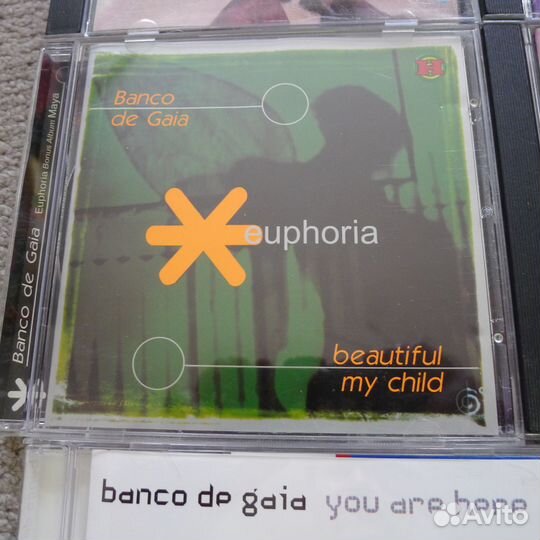 Banco
de Gaia
euphoria
beautiful
my child
Banco de Gaia Euphoria Bonus Album Maya
banco de gaia you are here
Avito